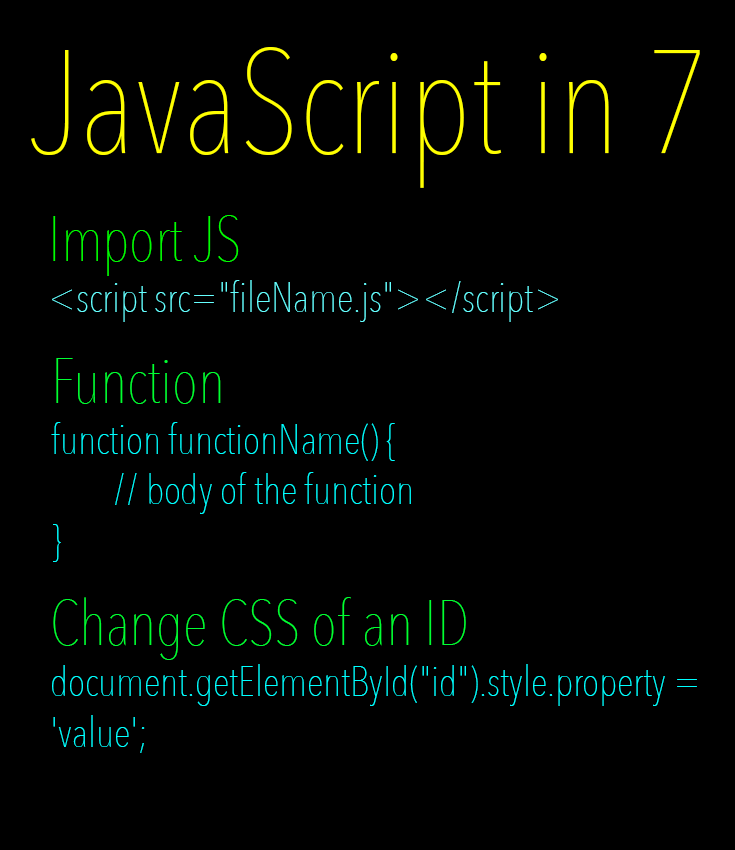 JavaScript in 7
Import JS
<script src="fileName.js"></script>
Function
function functionName(){
// body of the function
}
Change CSS of an ID
document.getElementById("id").style.property =
'value';